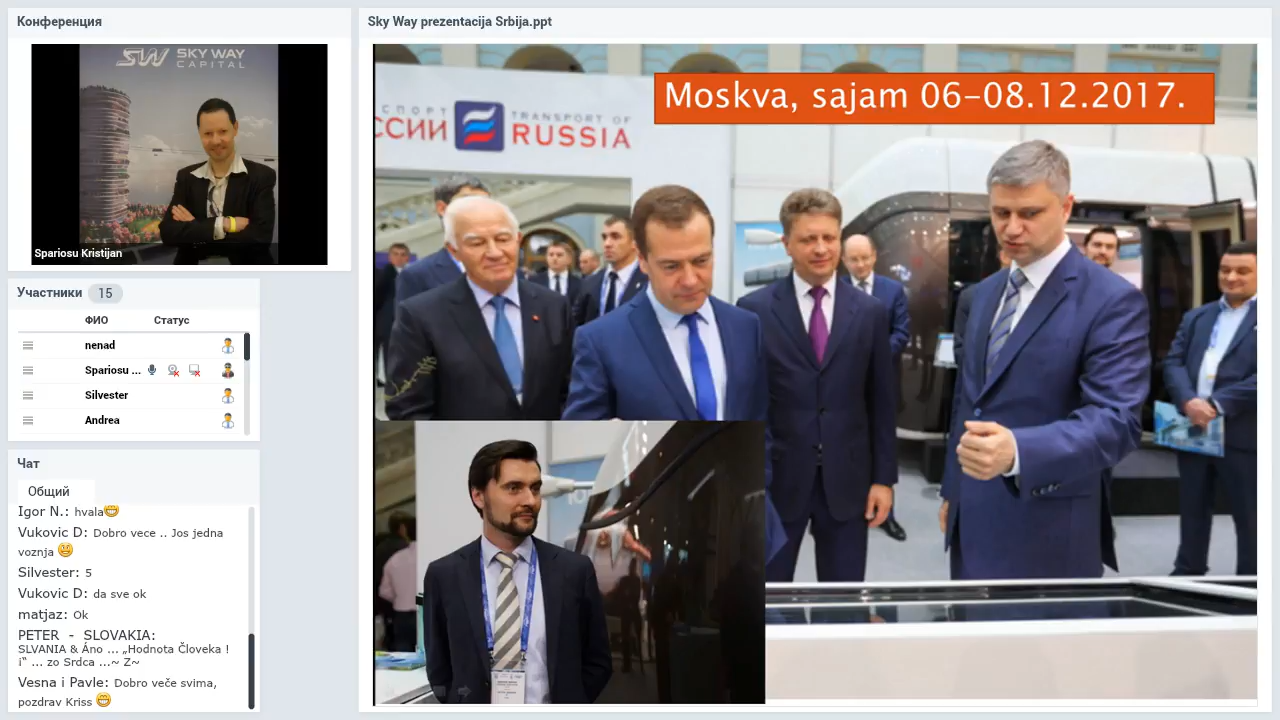 Конференция
SKY WAY
CAPITAL
Spariosu Kristijan
Участники 15
ФИО Статус
nenad
Spariosu ...
Silvester
Andrea
Чат
Общий
Igor N.: hvala
Vukovic D: Dobro vece .. Jos jedna
voznja
Silvester: 5
Vukovic D: da sve ok
matjaz: Ok
PETER - SLOVAKIA:
SLVANIA & Áno ... „Hodnota Človeka !
i“ ... zo Srdca ...~ Z~
Vesna i Pavle: Dobro veče svima,
pozdrav Kriss
Sky Way prezentacija Srbija.ppt
Moskva, sajam 06-08.12.2017.
СПОРТ
ССИИ
TRANSPORT OF
RUSSIA